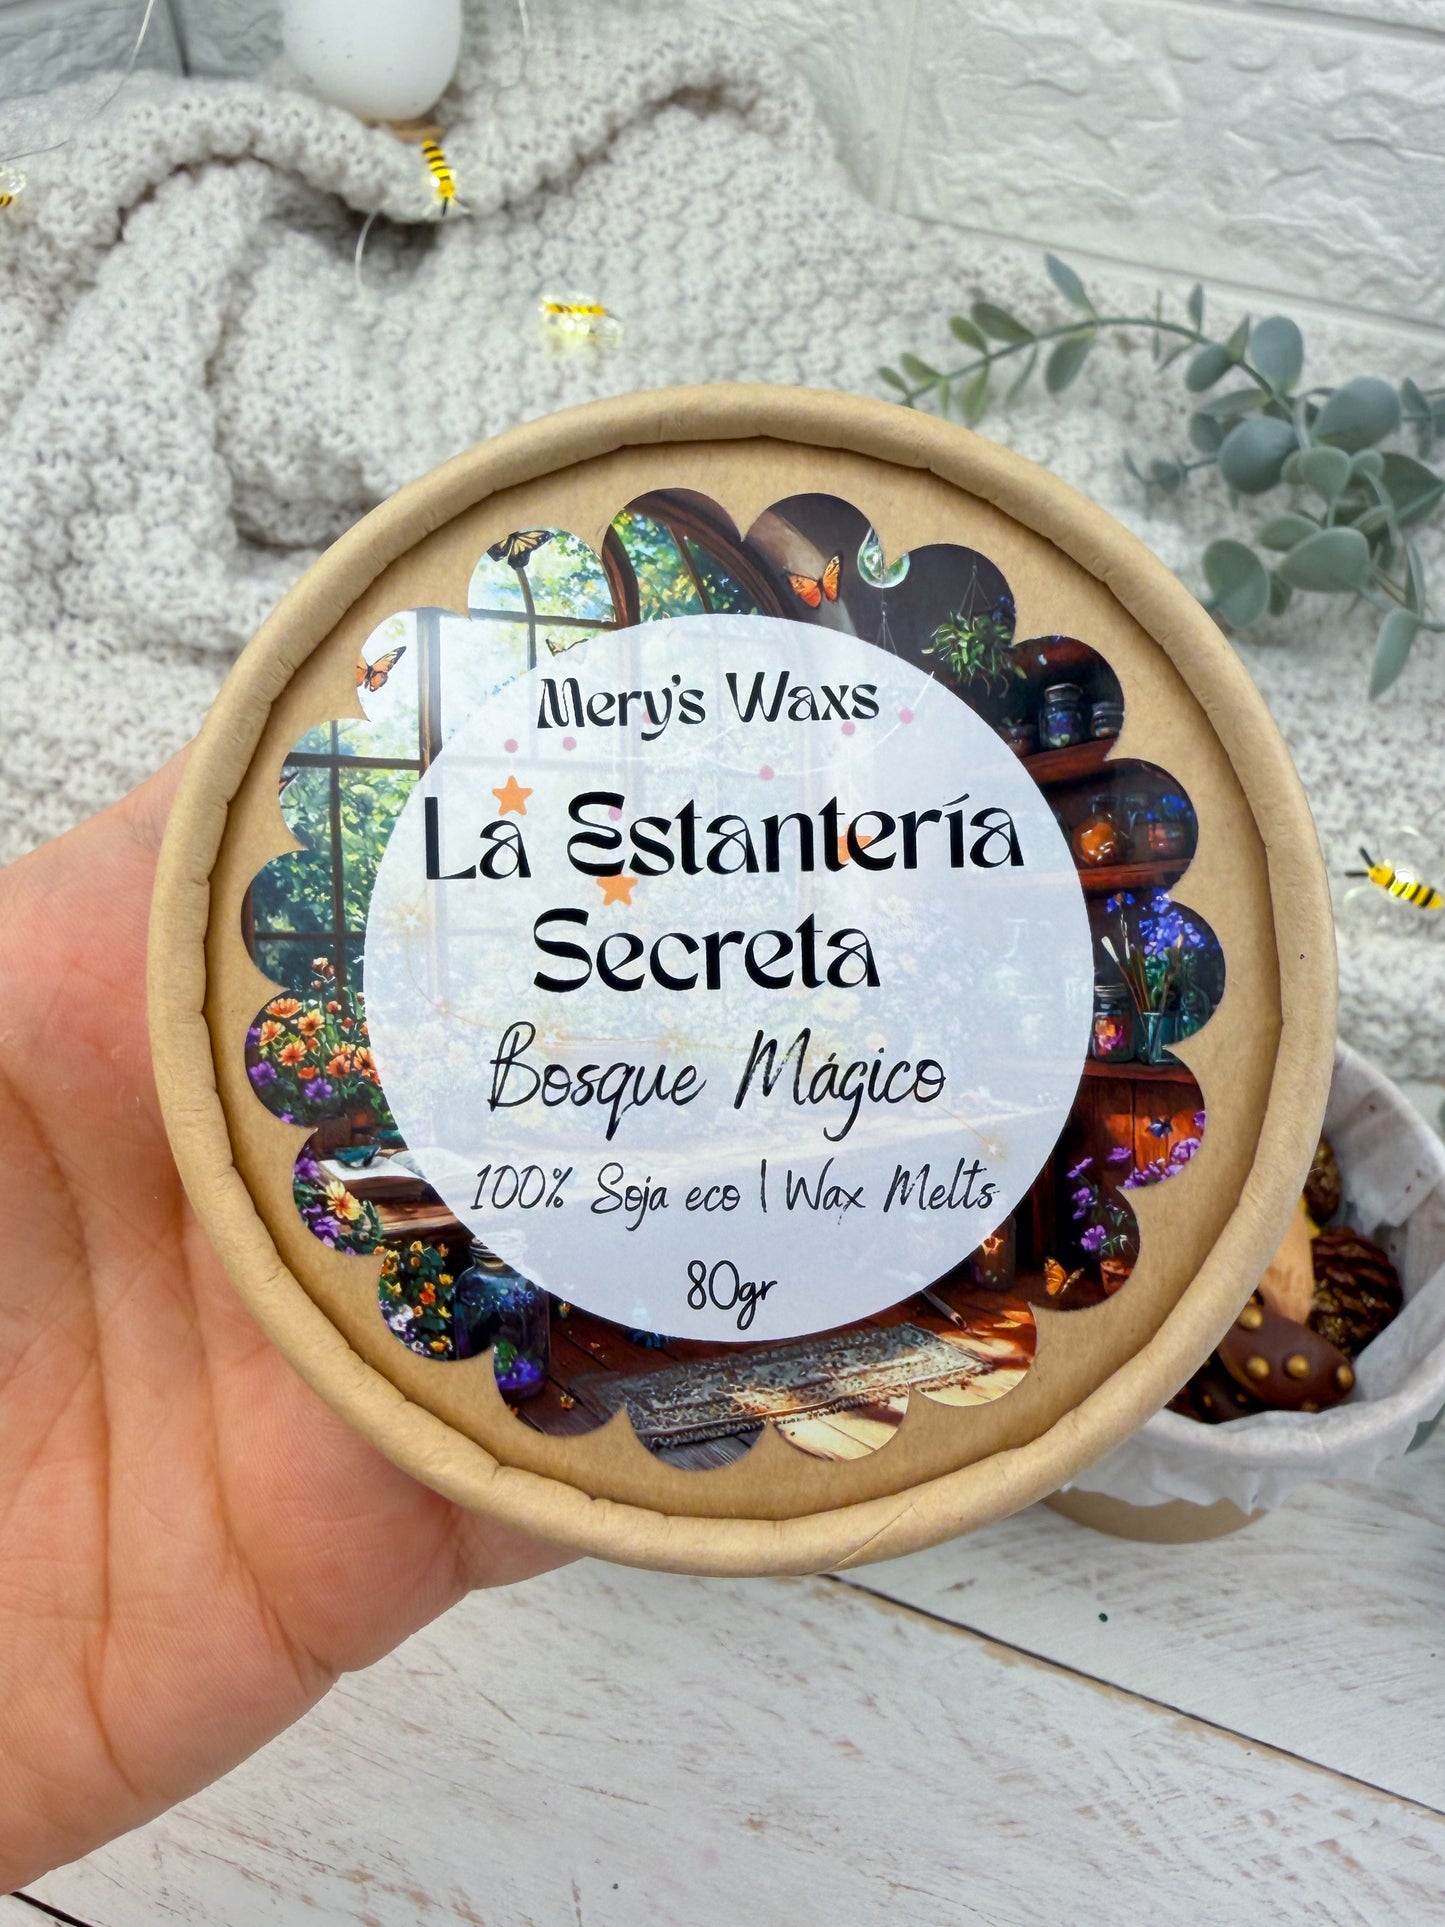 Mery's Waxs
La Estantería
Secreta
Bosque Mágico
100% Soja eco | Wax Melts
80gr